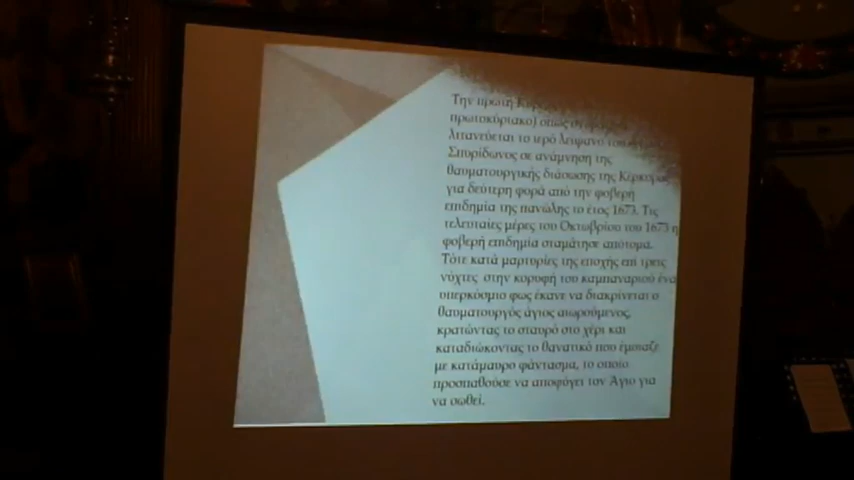 Την πρωτη
πρωτοκύριακο) όπως
λιτανεύεται το ιερό λείψανο του
Σπυρίδωνος σε ανάμνηση της
θαυματουργικής διάσωσης της Κέρκυρας
για δεύτερη φορά από την φοβερή
επιδημία της πανώλης το έτος 1673. Τις
τελευταίες μέρες του Οκτωβρίου του 1673 η
φοβερή επιδημία σταμάτησε απότομα.
Τότε κατά μαρτυρίες της εποχής επί τρεις
νύχτες στην κορυφή του καμπαναριού ένα
υπερκόσμιο φως έκανε να διακρίνεται ο
θαυματουργός άγιος αιωρούμενος,
κρατώντας το σταυρό στο χέρι και
καταδιώκοντας το θανατικό που έμοιαζε
με κατάμαυρο φάντασμα, το οποίο
προσπαθούσε να αποφύγει τον Άγιο για
να σωθεί.